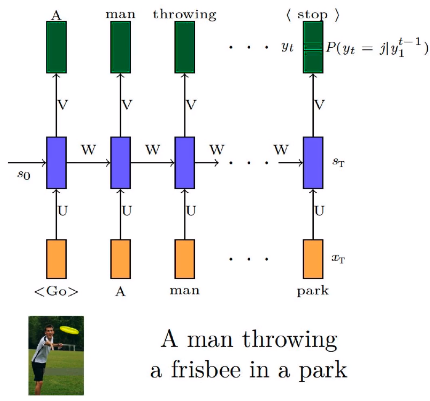 A man throwing ⟨ stop ⟩
· · · y_t P(y_t = j|y_1^{t−1})
V V V V
W W W W
s_0 · · · s_T
U U U U
· · · x_T
<Go> A man park
A man throwing
a frisbee in a park